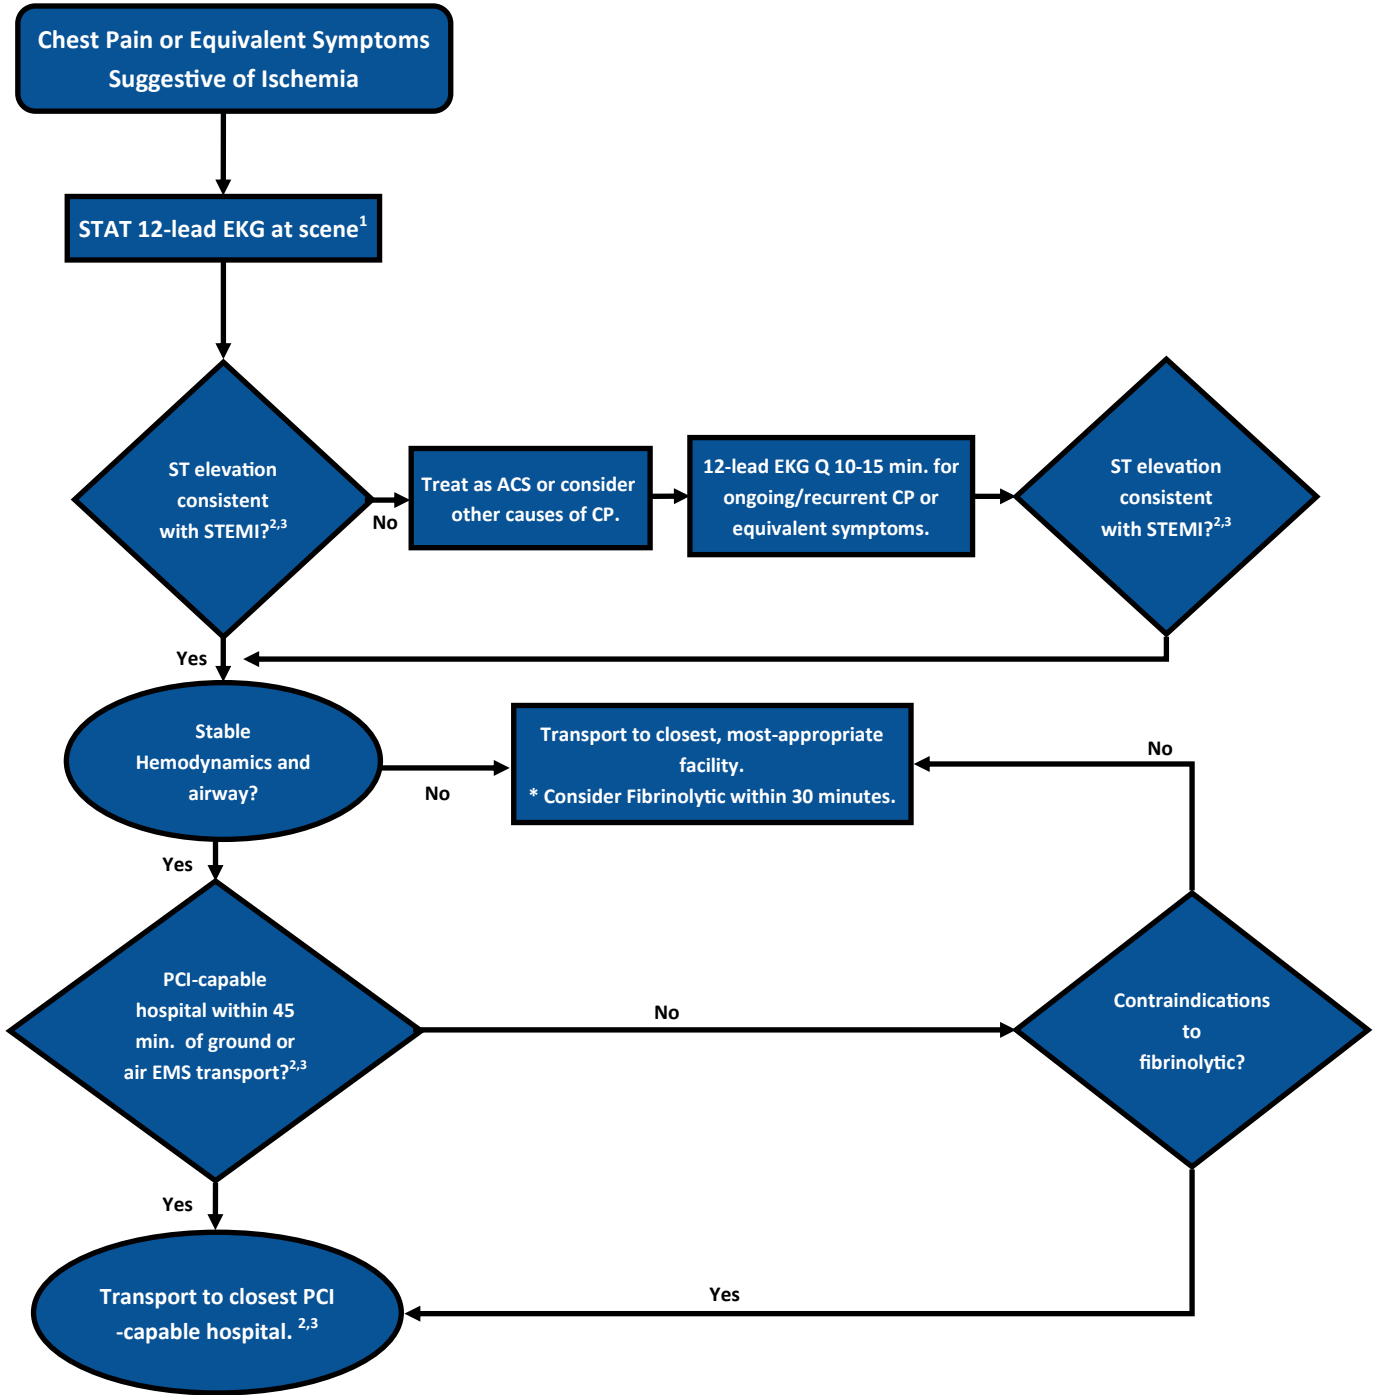 Chest Pain or Equivalent Symptoms
Suggestive of Ischemia
STAT 12-lead EKG at scene1
ST elevation
consistent
with STEMI?2,3
No
Treat as ACS or consider
other causes of CP.
12-lead EKG Q 10-15 min. for
ongoing/recurrent CP or
equivalent symptoms.
ST elevation
consistent
with STEMI?2,3
Yes
Stable
Hemodynamics and
airway?
No
Transport to closest, most-appropriate
facility.
* Consider Fibrinolytic within 30 minutes.
No
Yes
PCI-capable
hospital within 45
min.  of ground or
air EMS transport?2,3
No
Contraindications
to
fibrinolytic?
Yes
Yes
Transport to closest PCI
-capable hospital. 2,3